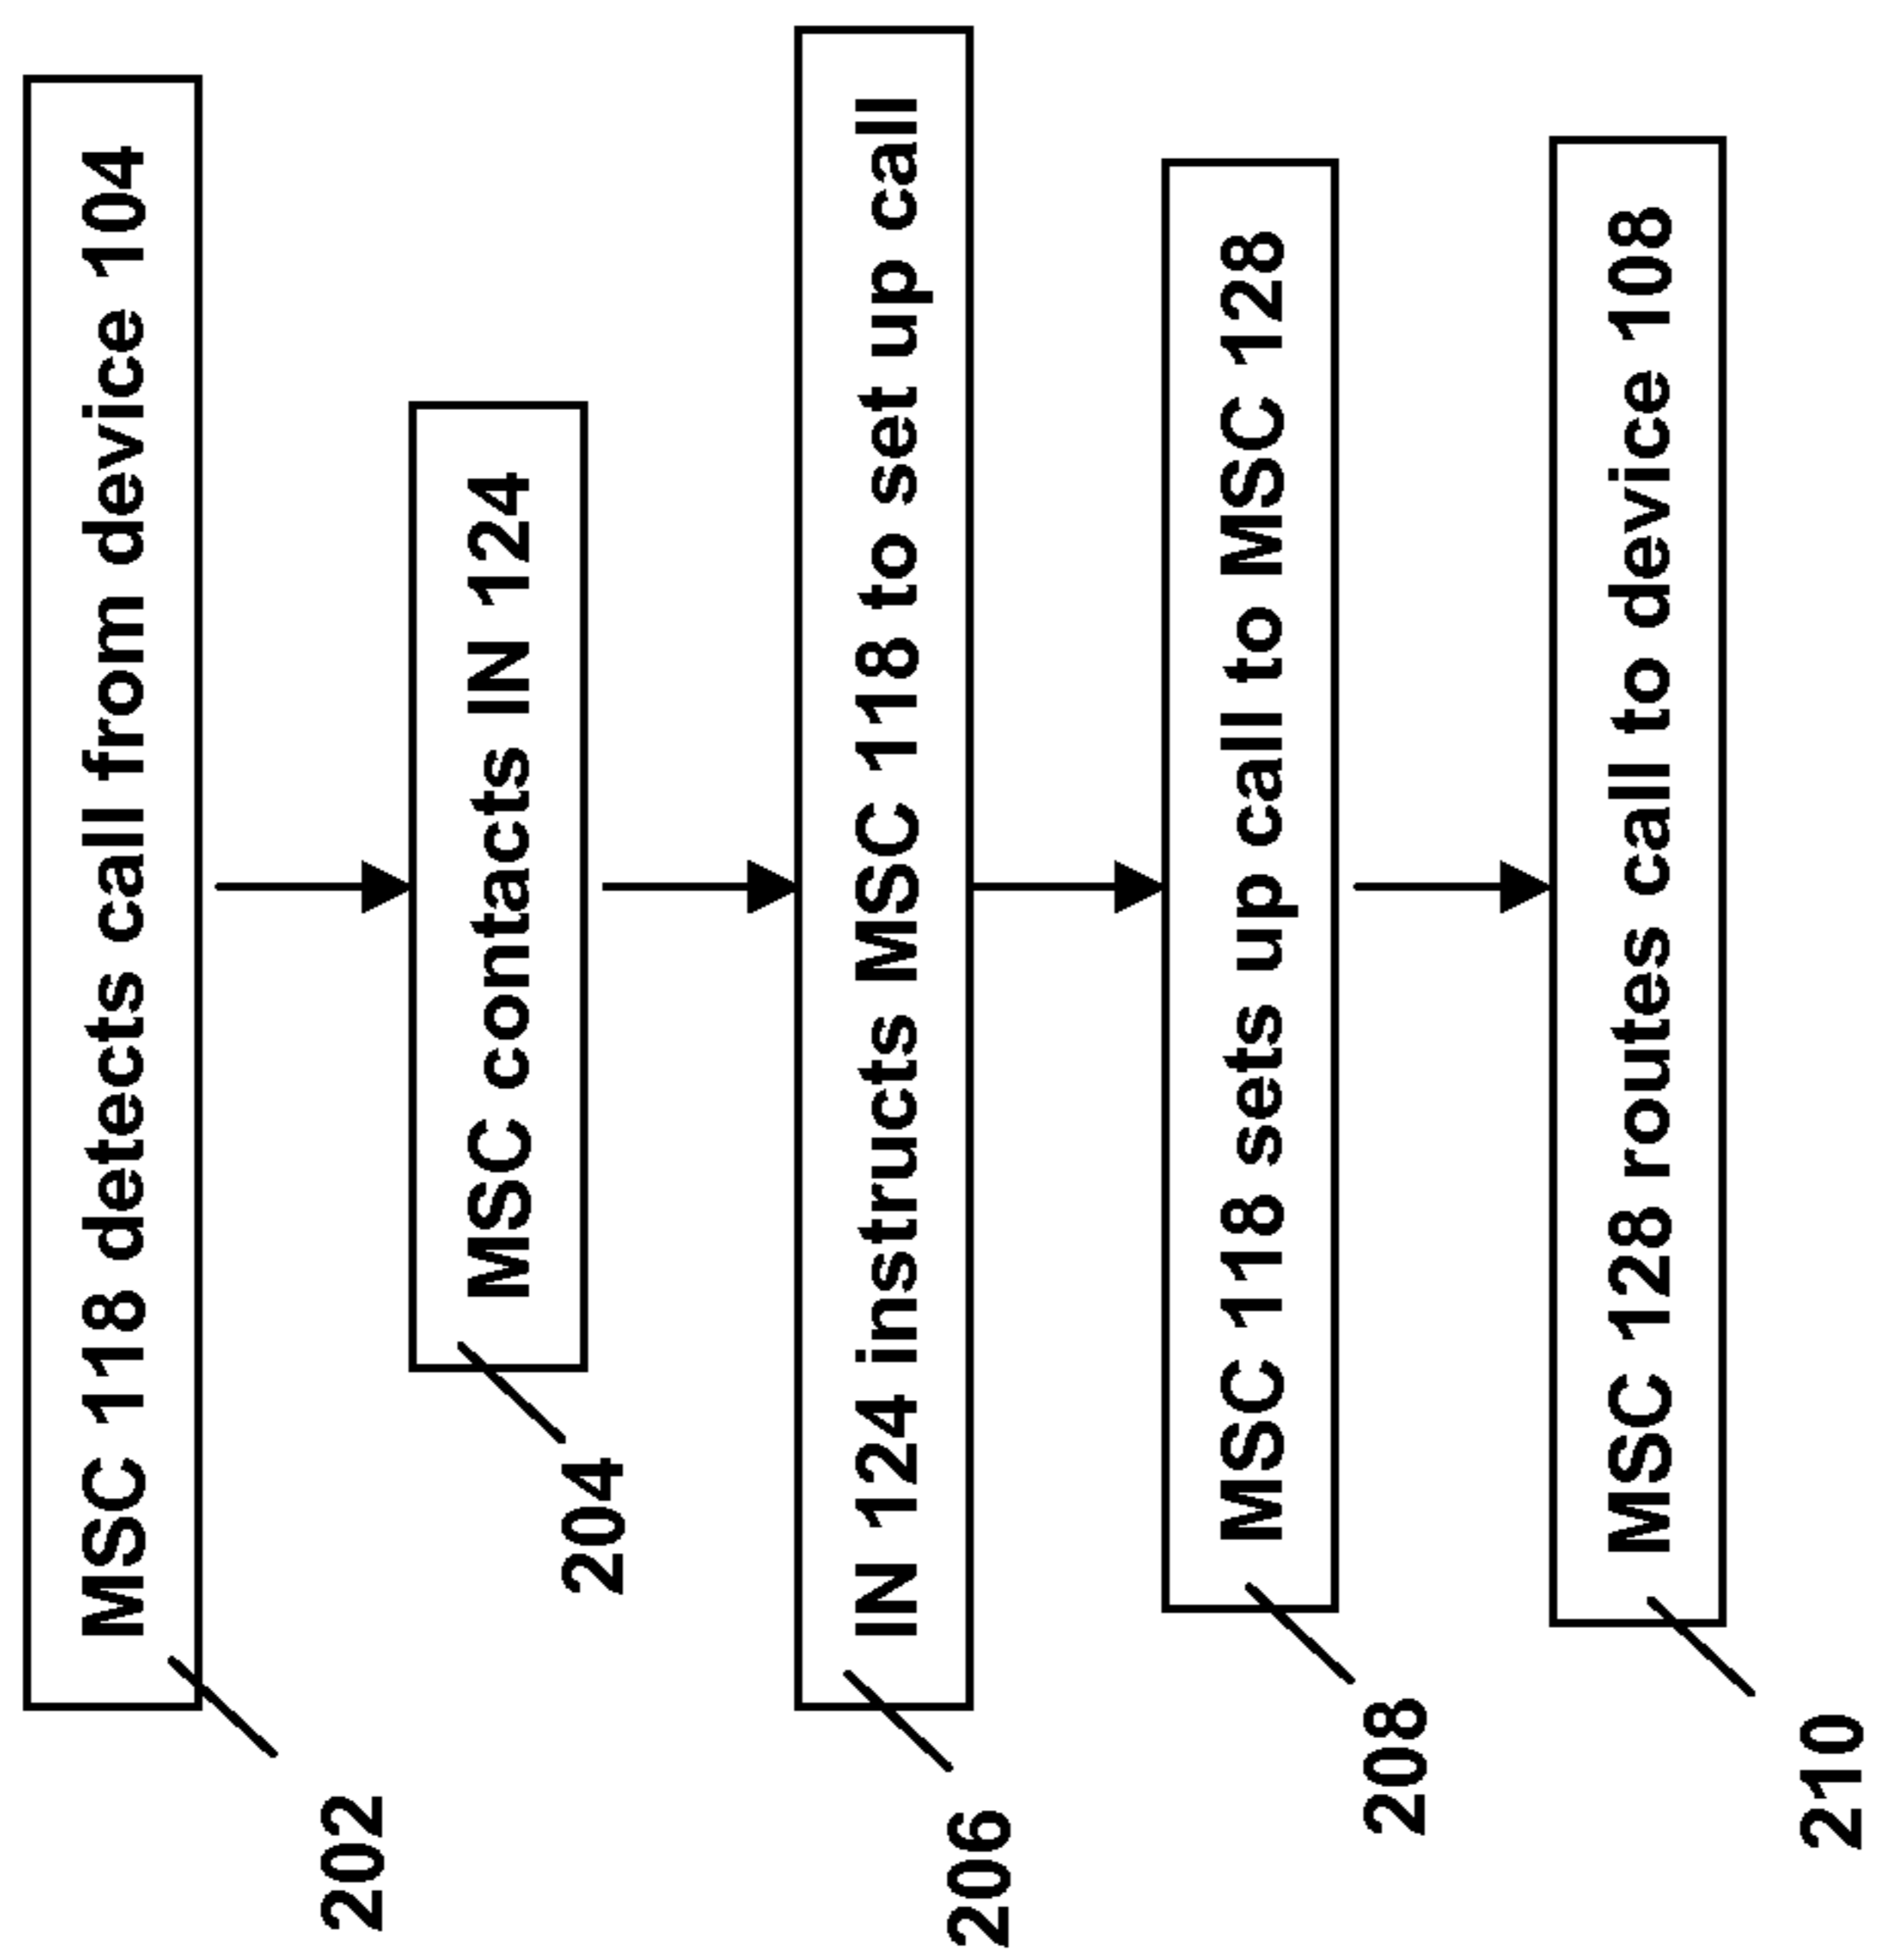 MSC 118 detects call from device 104
202
MSC contacts IN 124
204
IN 124 instructs MSC 118 to set up call
206
MSC 118 sets up call to MSC 128
208
MSC 128 routes call to device 108
210